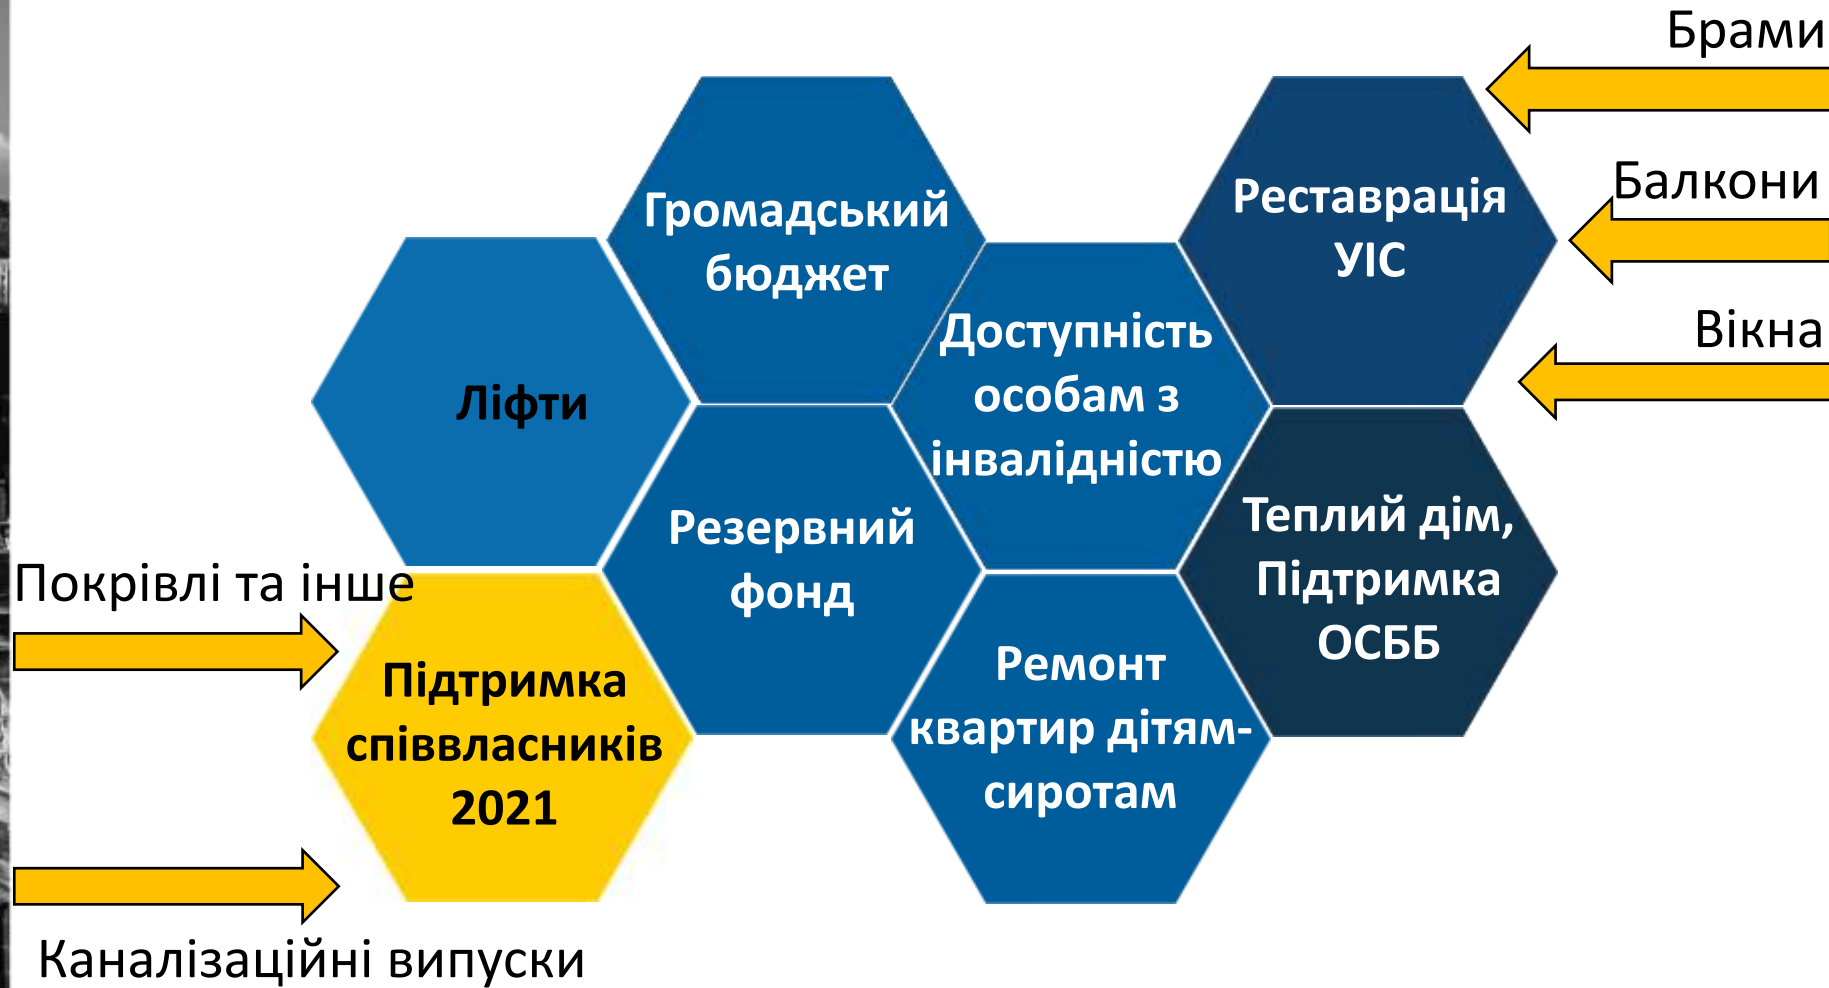 Брами
Балкони
Вікна
Громадський
бюджет
Реставрація
УІС
Ліфти
Доступність
особам з
інвалідністю
Резервний
фонд
Теплий дім,
Підтримка
ОСББ
Покрівлі та інше
Підтримка
співвласників
2021
Ремонт
квартир дітям-
сиротам
Каналізаційні випуски